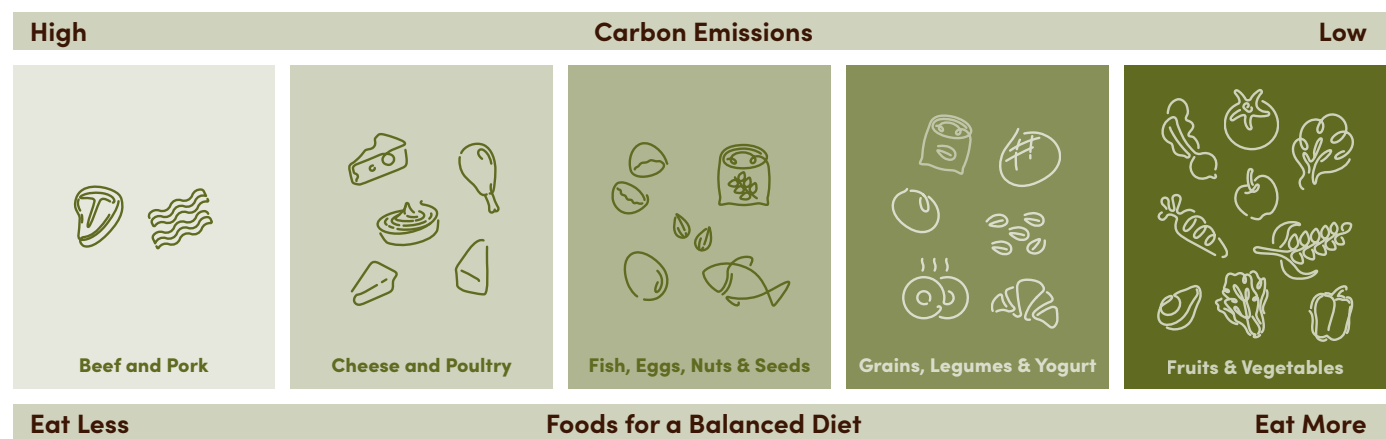 High Carbon Emissions Low
Beef and Pork
Cheese and Poultry
Fish, Eggs, Nuts & Seeds
Grains, Legumes & Yogurt
Fruits & Vegetables
Eat Less Foods for a Balanced Diet Eat More